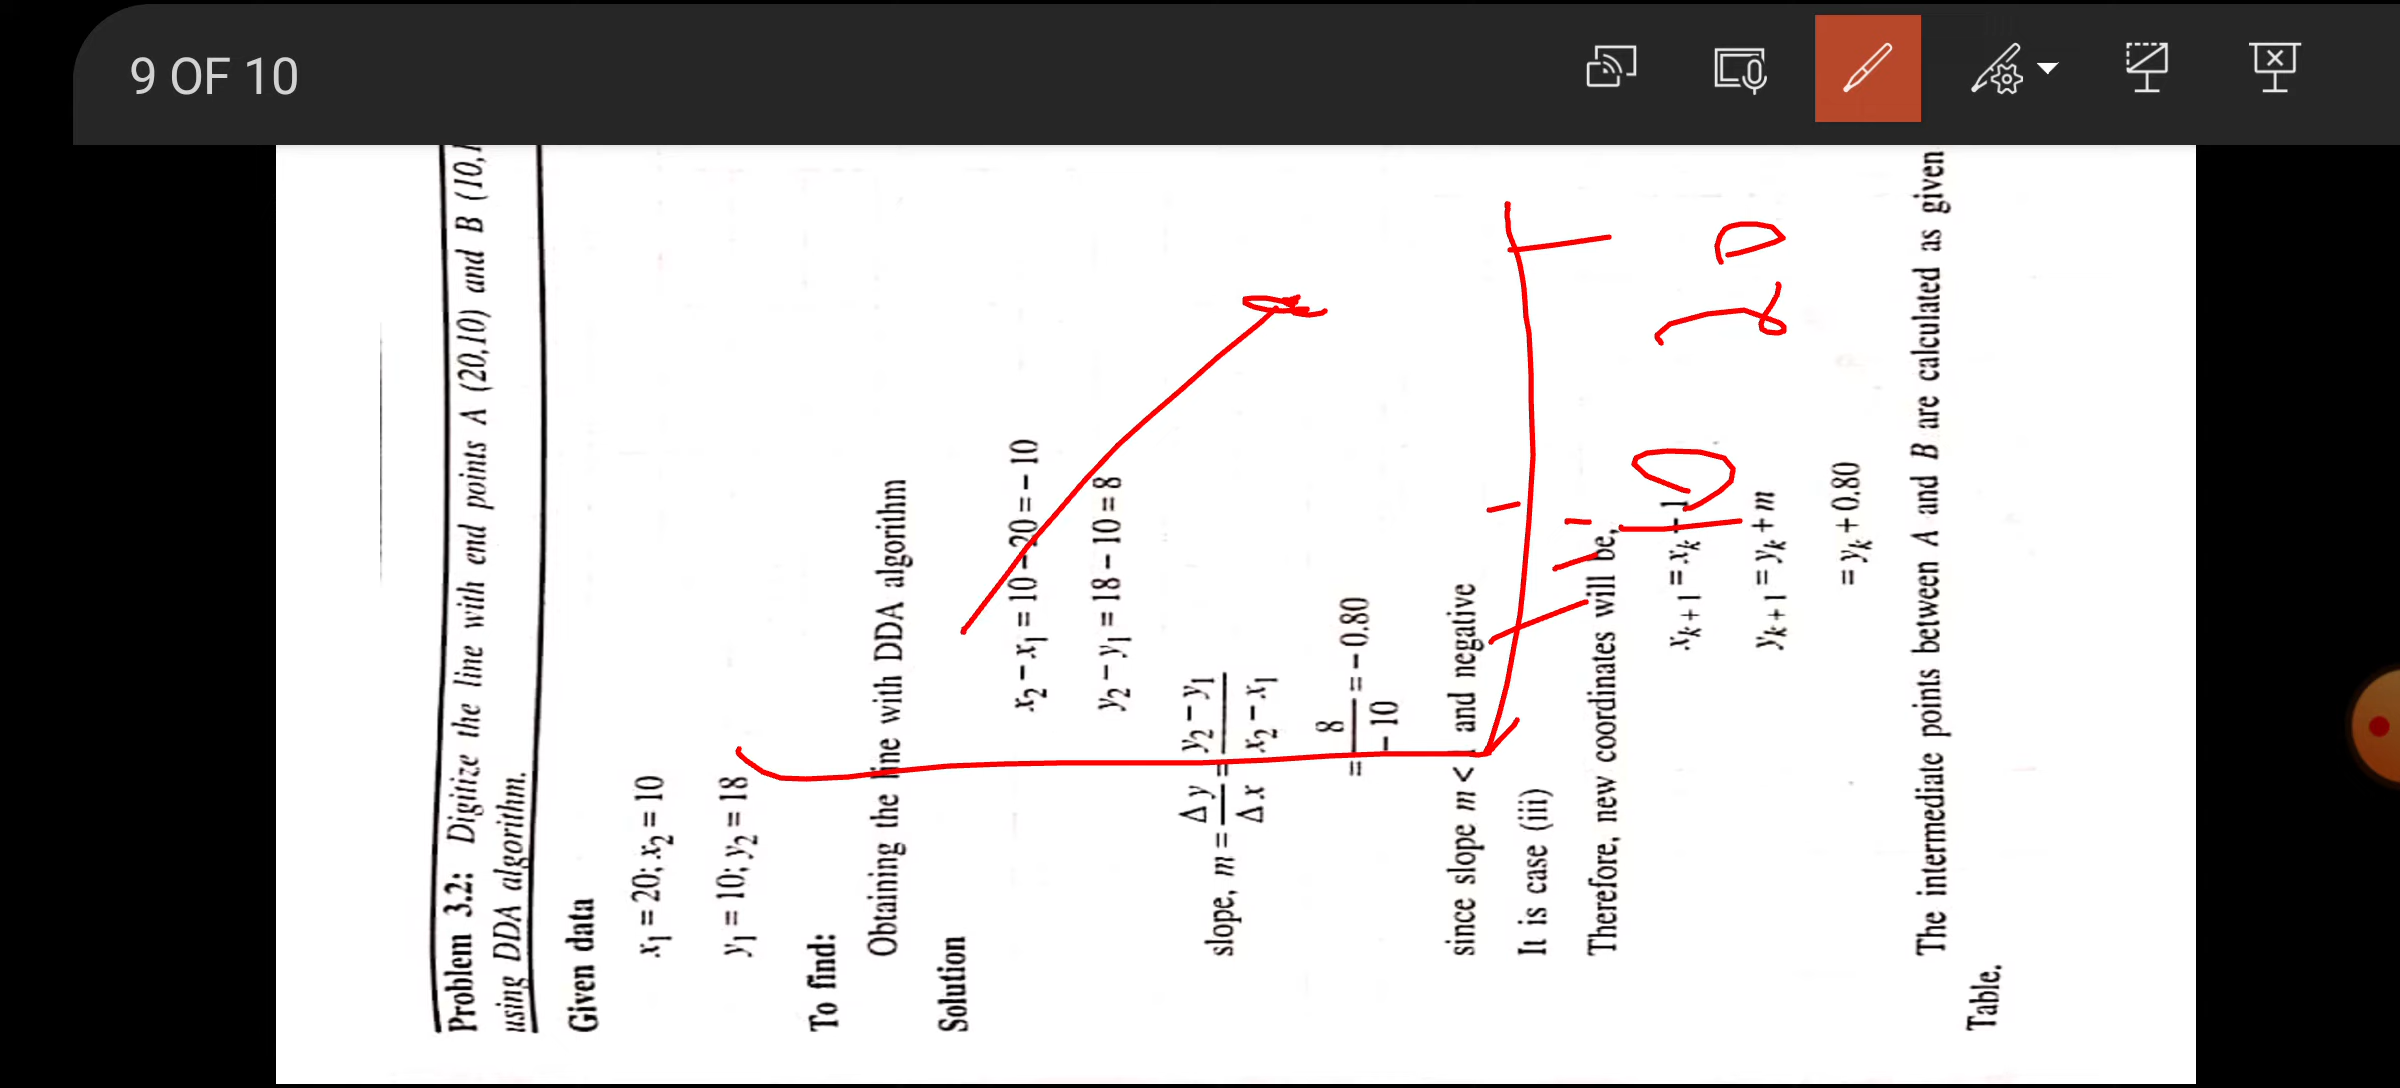 9 OF 10
Problem 3.2: Digitize the line with end points A (20,10) and B (10,1
using DDA algorithm.
Given data
x₁ = 20; x₂ = 10
y₁ = 10; y₂ = 18
To find:
Obtaining the line with DDA algorithm
Solution
x₂ − x₁ = 10 − 20 = − 10
y₂ − y₁ = 18 − 10 = 8
slope, m = Δy / Δx = y₂ − y₁ / x₂ − x₁
= 8 / −10 = − 0.80
since slope m < and negative
It is case (iii)
Therefore, new coordinates will be,
xₖ₊₁ = xₖ − 1
yₖ₊₁ = yₖ + m
= yₖ + 0.80
The intermediate points between A and B are calculated as given
Table.